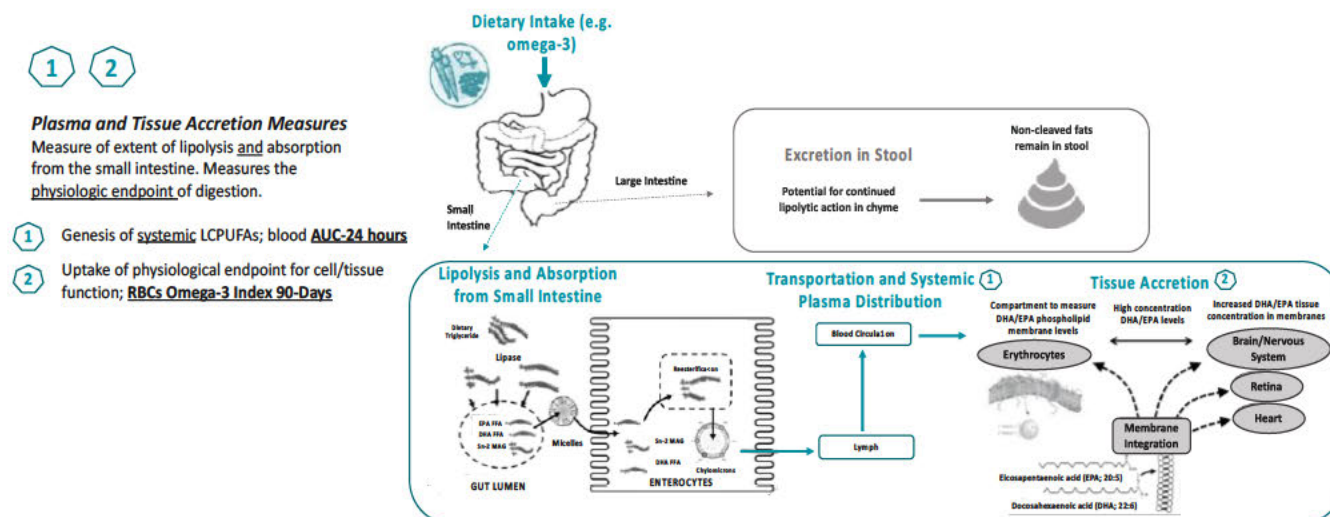 1 2
Plasma and Tissue Accretion Measures
Measure of extent of lipolysis and absorption
from the small intestine. Measures the
physiologic endpoint of digestion.
1 Genesis of systemic LCPUFAs; blood AUC-24 hours
2 Uptake of physiological endpoint for cell/tissue
function; RBCs Omega-3 Index 90-Days
Dietary Intake (e.g.
omega-3)
Large Intestine
Small
Intestine
Excretion in Stool
Potential for continued
lipolytic action in chyme
Non-cleaved fats
remain in stool
Lipolysis and Absorption
from Small Intestine
Dietary
Triglyceride
Lipase
EPA FFA
DHA FFA
Sn-2 MAG
GUT LUMEN
Micelles
Reesterifica<on
Sn-2 MAG
DHA FFA
Chylomicrons
ENTEROCYTES
Transportation and Systemic 1
Plasma Distribution
Blood Circula1on
Lymph
Tissue Accretion 2
Compartment to measure
DHA/EPA phospholipid
membrane levels
High concentration
DHA/EPA levels
Increased DHA/EPA tissue
concentration in membranes
Erythrocytes
Brain/Nervous
System
Retina
Heart
Membrane
Integration
Eicosapentaenoic acid (EPA; 20:5)
Docosahexaenoic acid (DHA; 22:6)